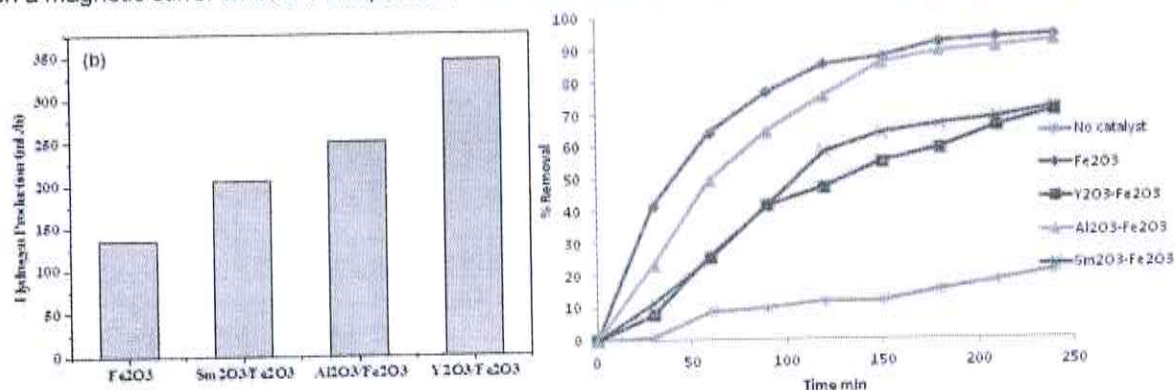 (b)
Hydrogen Production (ml/h)
350
300
250
200
150
100
50
0
Fe2O3
Sm2O3/Fe2O3
Al2O3/Fe2O3
Y2O3/Fe2O3
% Removal
100
90
80
70
60
50
40
30
20
10
0
0
50
100
150
200
250
Time min
No catalyst
Fe2O3
Y2O3-Fe2O3
Al2O3-Fe2O3
Sm2O3-Fe2O3